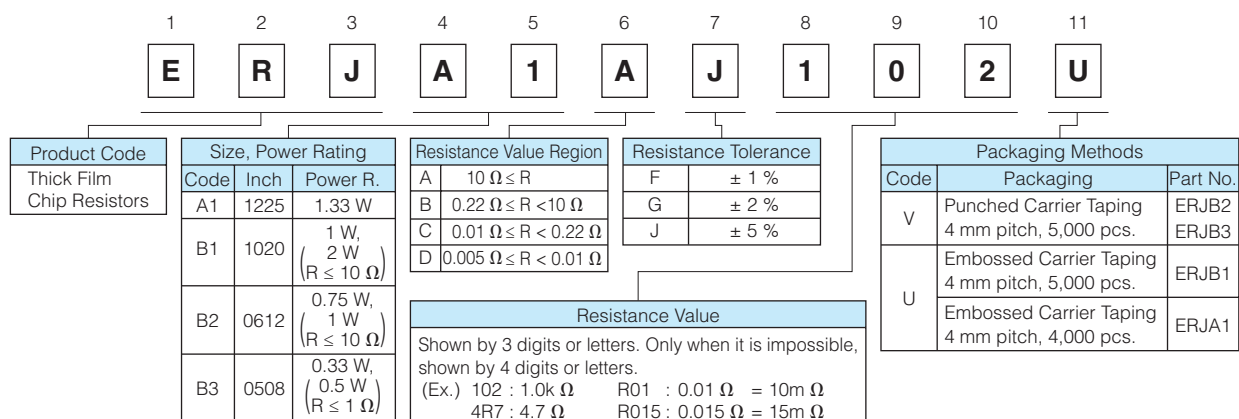 1 2 3 4 5 6 7 8 9 10 11
E R J A 1 A J 1 0 2 U
Product Code
Thick Film
Chip Resistors
Size, Power Rating
Code Inch Power R.
A1 1225 1.33 W
B1 1020 1 W,
2 W
(R ≤ 10 Ω)
B2 0612 0.75 W,
1 W
(R ≤ 10 Ω)
B3 0508 0.33 W,
0.5 W
(R ≤ 1 Ω)
Resistance Value Region
A 10 Ω ≤ R
B 0.22 Ω ≤ R <10 Ω
C 0.01 Ω ≤ R < 0.22 Ω
D 0.005 Ω ≤ R < 0.01 Ω
Resistance Tolerance
F ± 1 %
G ± 2 %
J ± 5 %
Resistance Value
Shown by 3 digits or letters. Only when it is impossible,
shown by 4 digits or letters.
(Ex.) 102 : 1.0k Ω R01 : 0.01 Ω = 10m Ω
4R7 : 4.7 Ω R015 : 0.015 Ω = 15m Ω
Packaging Methods
Code Packaging Part No.
V Punched Carrier Taping
4 mm pitch, 5,000 pcs.
ERJB2
ERJB3
U Embossed Carrier Taping
4 mm pitch, 5,000 pcs.
ERJB1
Embossed Carrier Taping
4 mm pitch, 4,000 pcs.
ERJA1